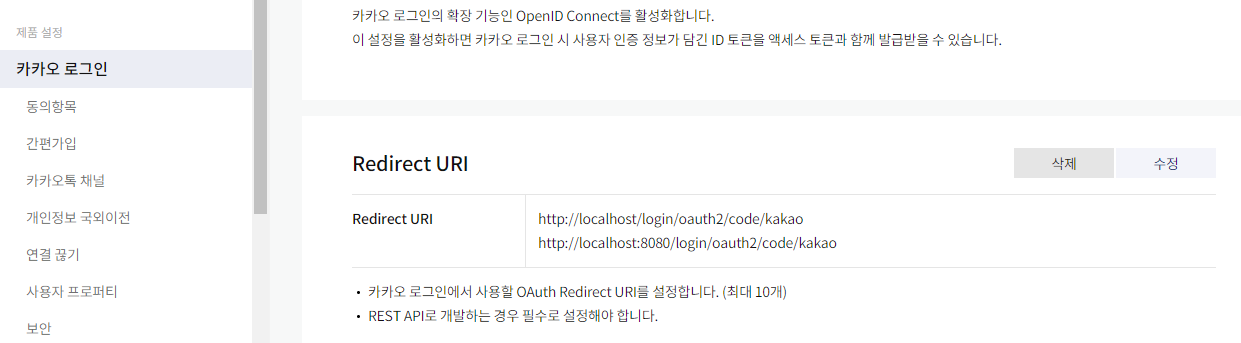 제품 설정
카카오 로그인
동의항목
간편가입
카카오톡 채널
개인정보 국외이전
연결 끊기
사용자 프로퍼티
보안
카카오 로그인의 확장 기능인 OpenID Connect를 활성화합니다.
이 설정을 활성화하면 카카오 로그인 시 사용자 인증 정보가 담긴 ID 토큰을 액세스 토큰과 함께 발급받을 수 있습니다.
Redirect URI
삭제
수정
Redirect URI
http://localhost/login/oauth2/code/kakao
http://localhost:8080/login/oauth2/code/kakao
• 카카오 로그인에서 사용할 OAuth Redirect URI를 설정합니다. (최대 10개)
• REST API로 개발하는 경우 필수로 설정해야 합니다.